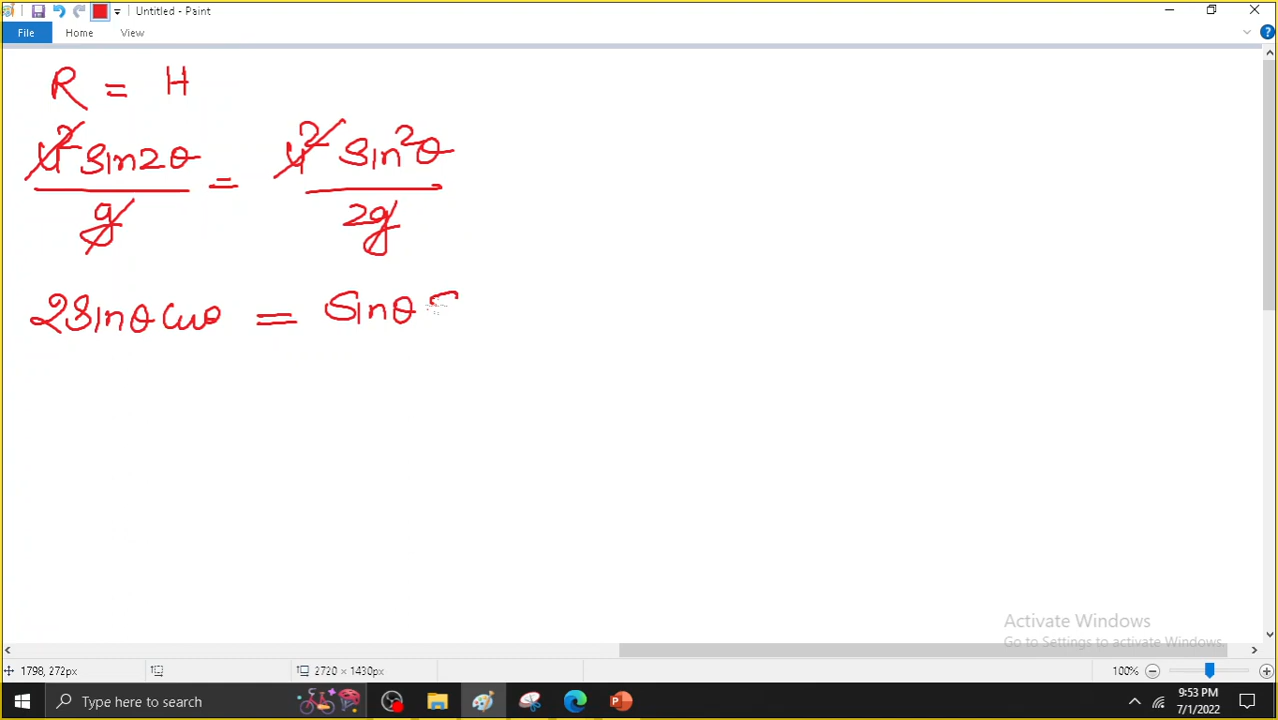 Untitled - Paint
File Home View
R = H
u² sin2θ / g = u² sin²θ / 2g
2sinθ cosθ = sinθ s
Activate Windows
Go to Settings to activate Windows.
1798, 272px 2720 × 1430px 100%
Type here to search
9:53 PM
7/1/2022